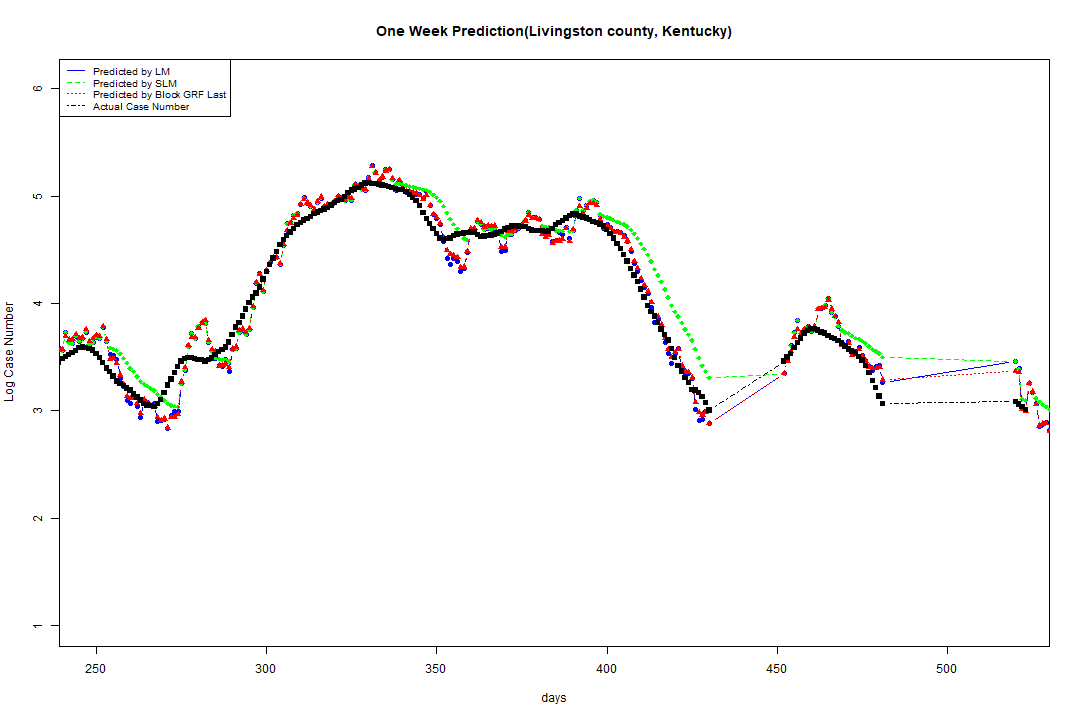 One Week Prediction(Livingston county, Kentucky)
Predicted by LM
Predicted by SLM
Predicted by Block GRF Last
Actual Case Number
6
5
4
3
2
1
Log Case Number
250 300 350 400 450 500
days